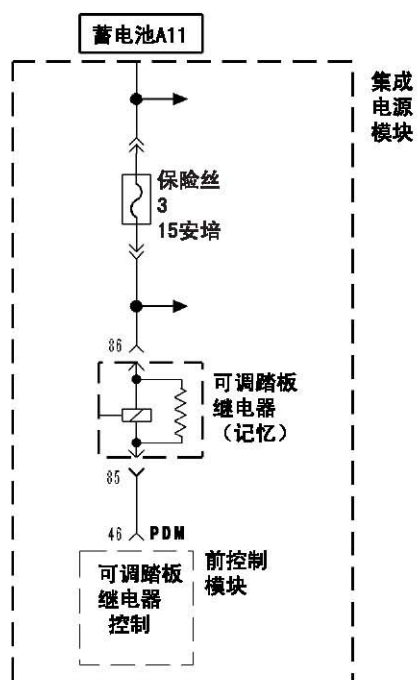 蓄电池A11
集成
电源
模块
保险丝
3
15安培
86
可调踏板
继电器
（记忆）
85
46 PDM
前控制
模块
可调踏板
继电器
控制